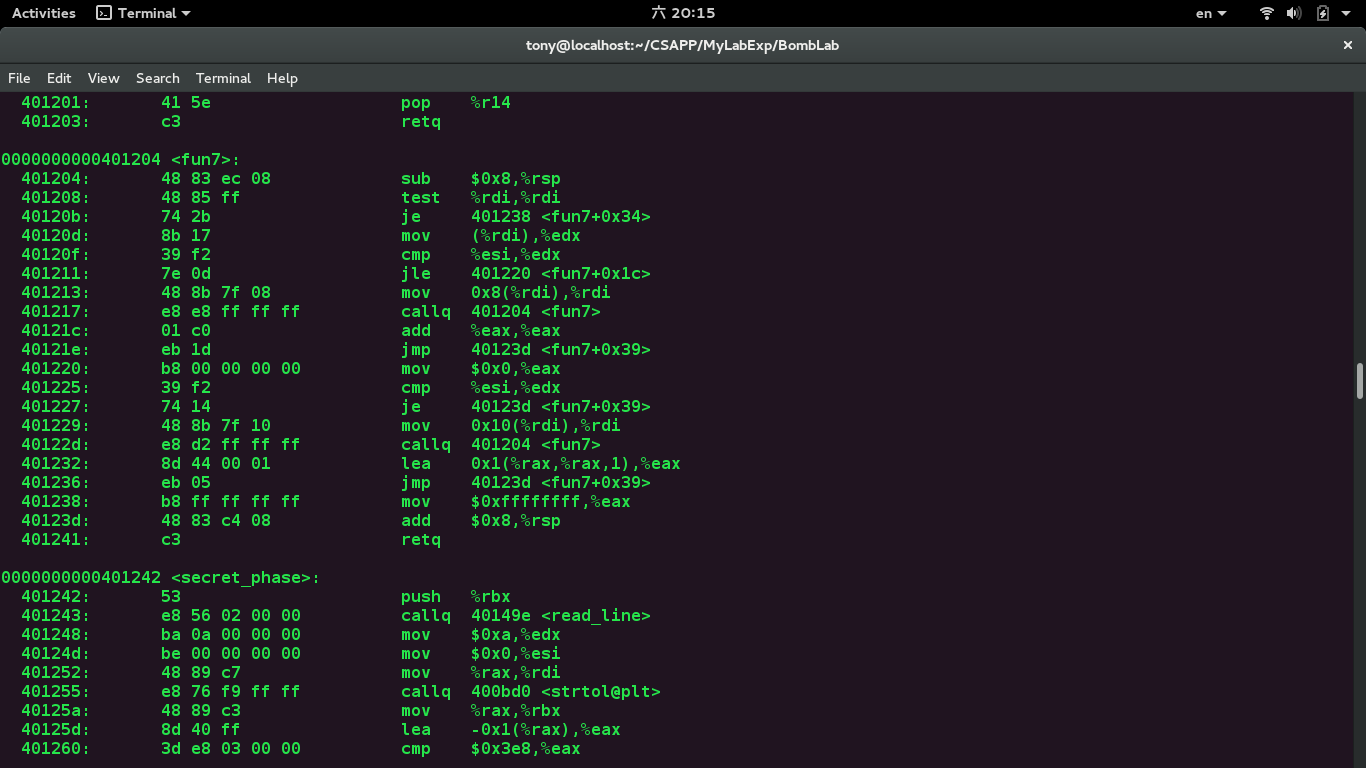 Activities Terminal 六 20:15 en
tony@localhost:~/CSAPP/MyLabExp/BombLab ×
File Edit View Search Terminal Help
  401201:	41 5e                	pop    %r14
  401203:	c3                   	retq

0000000000401204 <fun7>:
  401204:	48 83 ec 08          	sub    $0x8,%rsp
  401208:	48 85 ff             	test   %rdi,%rdi
  40120b:	74 2b                	je     401238 <fun7+0x34>
  40120d:	8b 17                	mov    (%rdi),%edx
  40120f:	39 f2                	cmp    %esi,%edx
  401211:	7e 0d                	jle    401220 <fun7+0x1c>
  401213:	48 8b 7f 08          	mov    0x8(%rdi),%rdi
  401217:	e8 e8 ff ff ff       	callq  401204 <fun7>
  40121c:	01 c0                	add    %eax,%eax
  40121e:	eb 1d                	jmp    40123d <fun7+0x39>
  401220:	b8 00 00 00 00       	mov    $0x0,%eax
  401225:	39 f2                	cmp    %esi,%edx
  401227:	74 14                	je     40123d <fun7+0x39>
  401229:	48 8b 7f 10          	mov    0x10(%rdi),%rdi
  40122d:	e8 d2 ff ff ff       	callq  401204 <fun7>
  401232:	8d 44 00 01          	lea    0x1(%rax,%rax,1),%eax
  401236:	eb 05                	jmp    40123d <fun7+0x39>
  401238:	b8 ff ff ff ff       	mov    $0xffffffff,%eax
  40123d:	48 83 c4 08          	add    $0x8,%rsp
  401241:	c3                   	retq

0000000000401242 <secret_phase>:
  401242:	53                   	push   %rbx
  401243:	e8 56 02 00 00       	callq  40149e <read_line>
  401248:	ba 0a 00 00 00       	mov    $0xa,%edx
  40124d:	be 00 00 00 00       	mov    $0x0,%esi
  401252:	48 89 c7             	mov    %rax,%rdi
  401255:	e8 76 f9 ff ff       	callq  400bd0 <strtol@plt>
  40125a:	48 89 c3             	mov    %rax,%rbx
  40125d:	8d 40 ff             	lea    -0x1(%rax),%eax
  401260:	3d e8 03 00 00       	cmp    $0x3e8,%eax